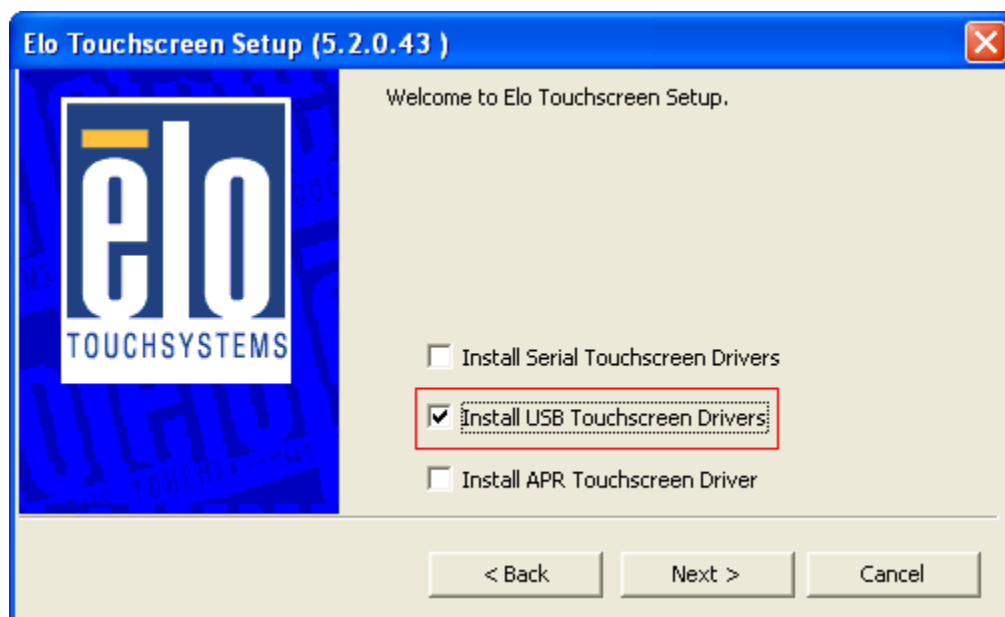 Elo Touchscreen Setup (5.2.0.43 )
Welcome to Elo Touchscreen Setup.
ēlo
TOUCHSYSTEMS
Install Serial Touchscreen Drivers
Install USB Touchscreen Drivers
Install APR Touchscreen Driver
< Back
Next >
Cancel